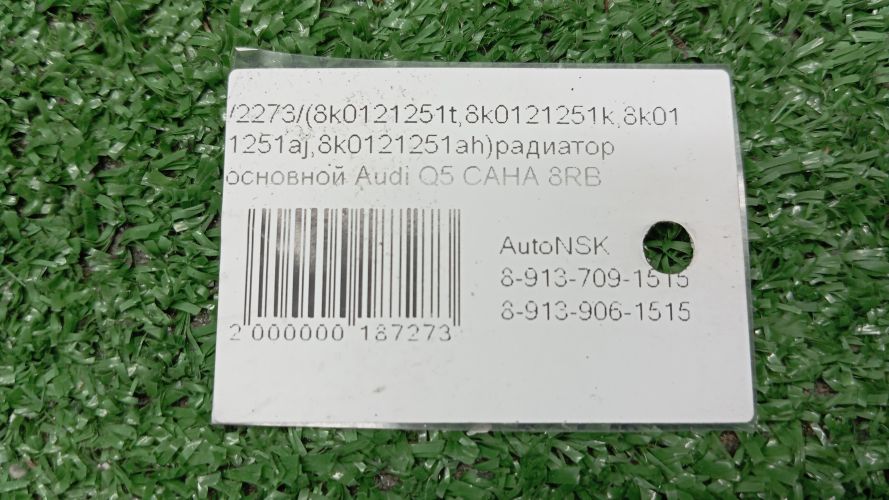 /2273/(8k0121251t,8k0121251k,8k01
1251aj,8k0121251ah)радиатор
основной Audi Q5 CAHA 8RB
AutoNSK
8-913-709-1515
8-913-906-1515
2 000000 187273